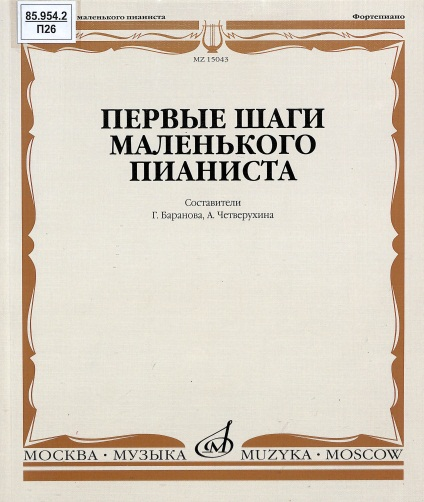 85.954.2
П26
маленького пианиста
Фортепиано
MZ 15043
ПЕРВЫЕ ШАГИ
МАЛЕНЬКОГО
ПИАНИСТА
Составители
Г. Баранова, А. Четверухина
МОСКВА · МУЗЫКА MUZYKA · MOSCOW